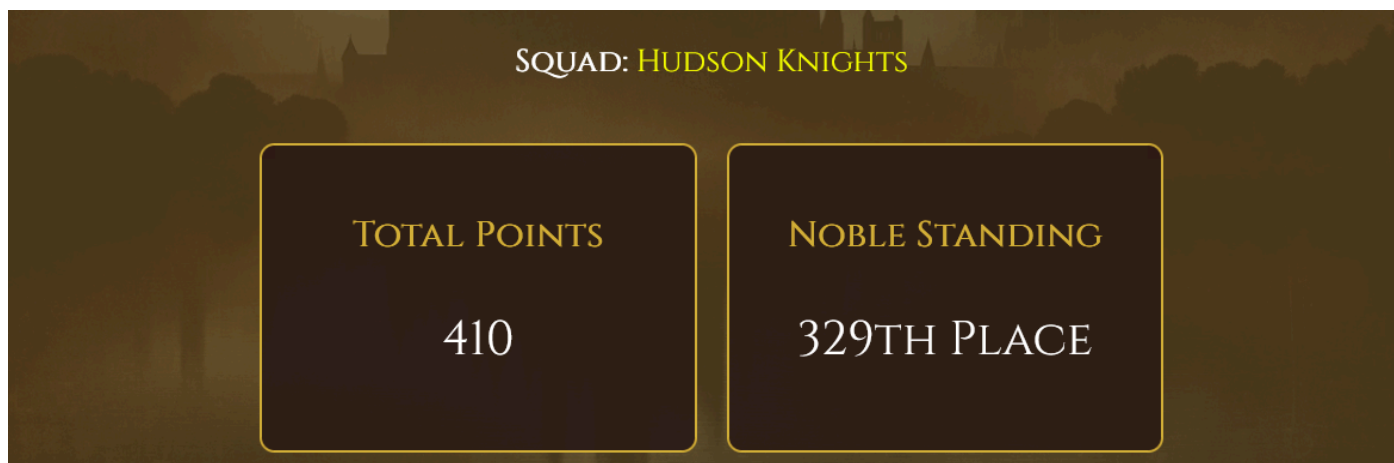 Squad: Hudson Knights
Total Points
410
Noble Standing
329th Place